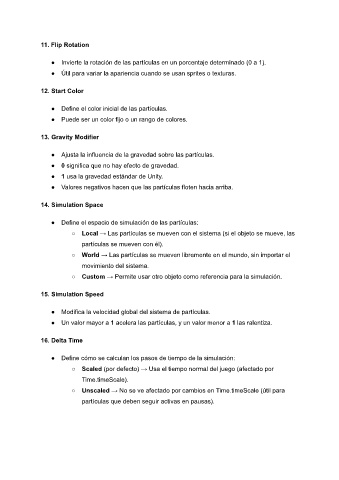 11. Flip Rotation
● Invierte la rotación de las partículas en un porcentaje determinado (0 a 1).
● Útil para variar la apariencia cuando se usan sprites o texturas.
12. Start Color
● Define el color inicial de las partículas.
● Puede ser un color fijo o un rango de colores.
13. Gravity Modifier
● Ajusta la influencia de la gravedad sobre las partículas.
● 0 significa que no hay efecto de gravedad.
● 1 usa la gravedad estándar de Unity.
● Valores negativos hacen que las partículas floten hacia arriba.
14. Simulation Space
● Define el espacio de simulación de las partículas:
○ Local → Las partículas se mueven con el sistema (si el objeto se mueve, las
partículas se mueven con él).
○ World → Las partículas se mueven libremente en el mundo, sin importar el
movimiento del sistema.
○ Custom → Permite usar otro objeto como referencia para la simulación.
15. Simulation Speed
● Modifica la velocidad global del sistema de partículas.
● Un valor mayor a 1 acelera las partículas, y un valor menor a 1 las ralentiza.
16. Delta Time
● Define cómo se calculan los pasos de tiempo de la simulación:
○ Scaled (por defecto) → Usa el tiempo normal del juego (afectado por
Time.timeScale).
○ Unscaled → No se ve afectado por cambios en Time.timeScale (útil para
partículas que deben seguir activas en pausas).